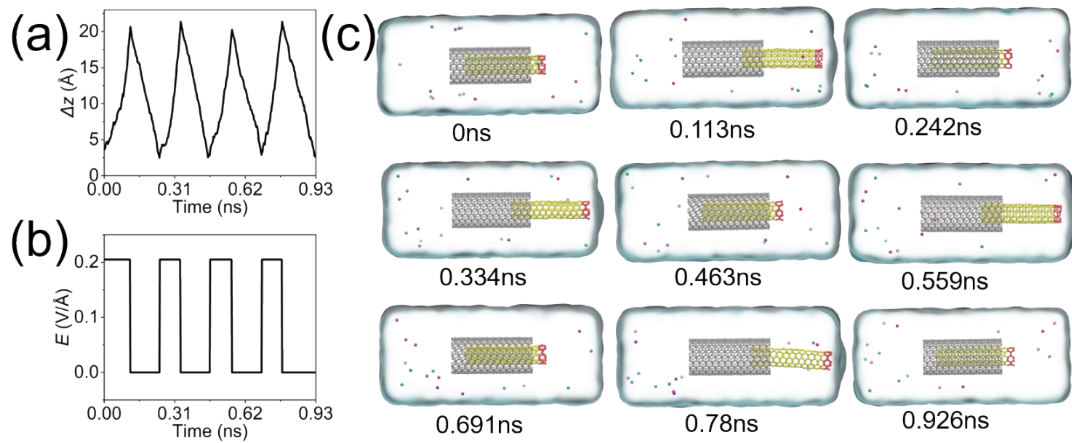 (a)
Δz (Å)
20
15
10
5
0
0.00 0.31 0.62 0.93
Time (ns)
(b)
E (V/Å)
0.2
0.1
0.0
0.00 0.31 0.62 0.93
Time (ns)
(c)
0ns 0.113ns 0.242ns
0.334ns 0.463ns 0.559ns
0.691ns 0.78ns 0.926ns